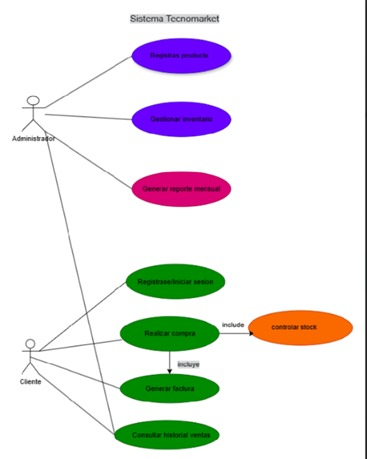 Sistema Tecnomarket
Registrar producto
Gestionar inventario
Administrador
Generar reporte mensual
Registrase/Iniciar sesion
include
controlar stock
Realizar compra
incluye
Cliente
Generar factura
Consultar historial ventas